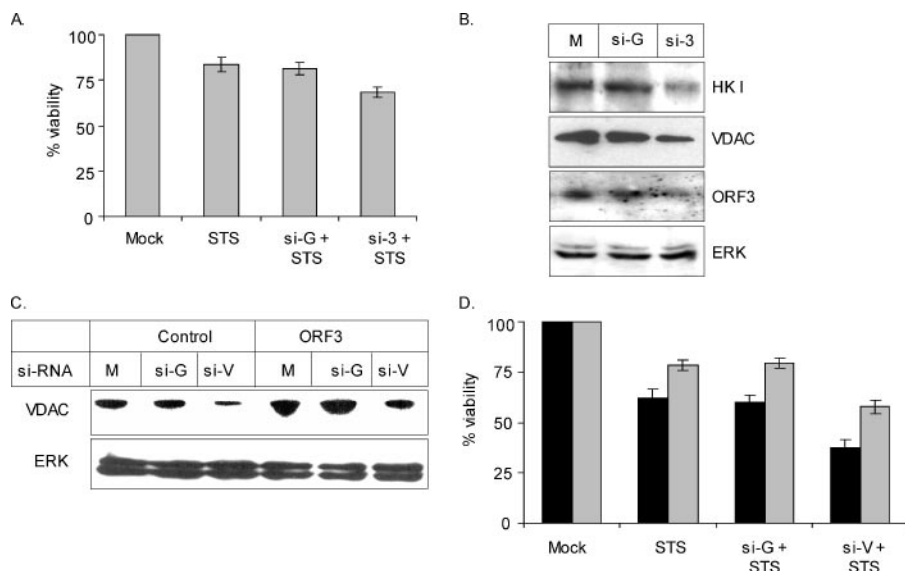 A.
% viability
100
75
50
25
0
Mock
STS
si-G +
STS
si-3 +
STS
B.
M si-G si-3
HK I
VDAC
ORF3
ERK
C.
Control ORF3
si-RNA M si-G si-V M si-G si-V
VDAC
ERK
D.
% viability
100
75
50
25
0
Mock
STS
si-G +
STS
si-V +
STS